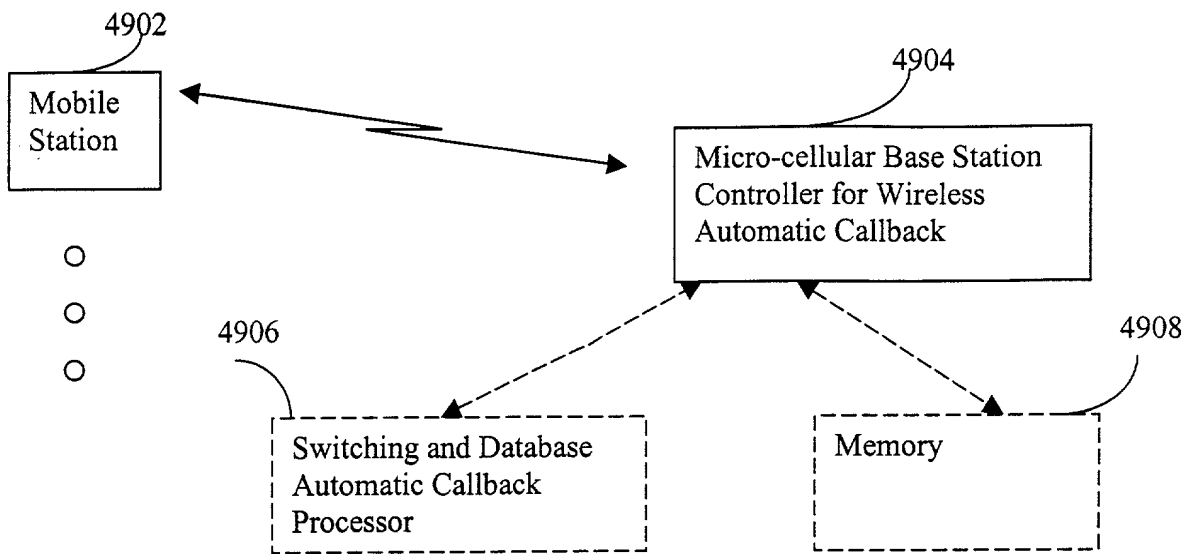 4902
Mobile
Station
4904
Micro-cellular Base Station
Controller for Wireless
Automatic Callback
4906
Switching and Database
Automatic Callback
Processor
4908
Memory